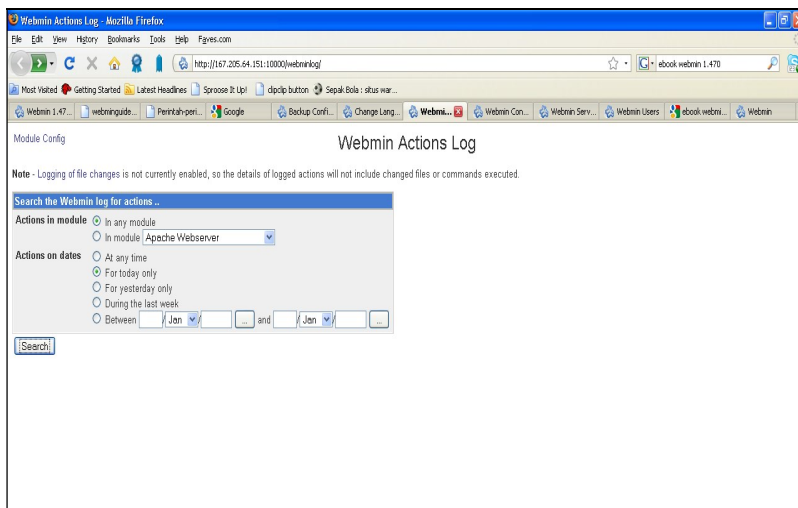 Webmin Actions Log - Mozilla Firefox
File Edit View History Bookmarks Tools Help Faves.com
http://167.205.64.151:10000/webminlog/
ebook webmin 1.470
Most Visited Getting Started Latest Headlines Sproose It Up! clipclip button Sepak Bola : situs war...
Webmin 1.47... webminguide... Perintah-peri... Google Backup Confi... Change Lang... Webmi... Webmin Con... Webmin Serv... Webmin Users ebook webmi... Webmin
Module Config
Webmin Actions Log
Note - Logging of file changes is not currently enabled, so the details of logged actions will not include changed files or commands executed.
Search the Webmin log for actions ..
Actions in module In any module
In module Apache Webserver
Actions on dates At any time
For today only
For yesterday only
During the last week
Between / Jan / ... and / Jan / ...
Search